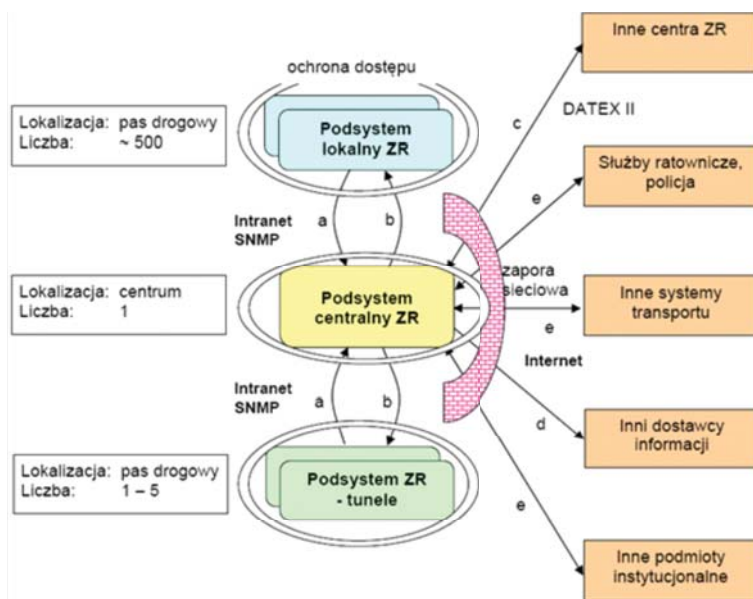 Inne centra ZR
ochrona dostępu
DATEX II
c
Lokalizacja: pas drogowy
Liczba: ~ 500
Podsystem
lokalny ZR
Służby ratownicze,
policja
e
Intranet
SNMP
a
b
Lokalizacja: centrum
Liczba: 1
Podsystem
centralny ZR
zapora
sieciowa
e
Inne systemy
transportu
Internet
Intranet
SNMP
a
b
d
Inni dostawcy
informacji
Lokalizacja: pas drogowy
Liczba: 1 – 5
Podsystem ZR
- tunele
e
Inne podmioty
instytucjonalne